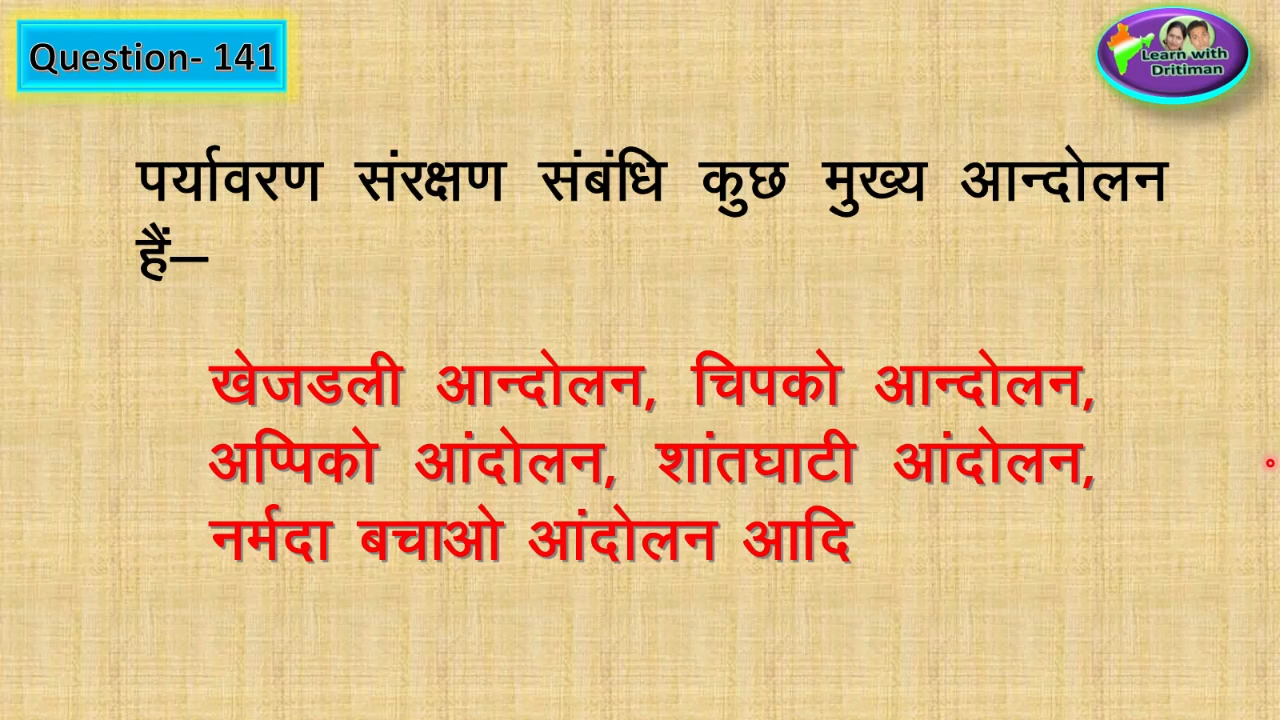 Question- 141
Learn with
Dritiman
पर्यावरण संरक्षण संबंधि कुछ मुख्य आन्दोलन
हैं–
खेजडली आन्दोलन, चिपको आन्दोलन,
अप्पिको आंदोलन, शांतघाटी आंदोलन,
नर्मदा बचाओ आंदोलन आदि